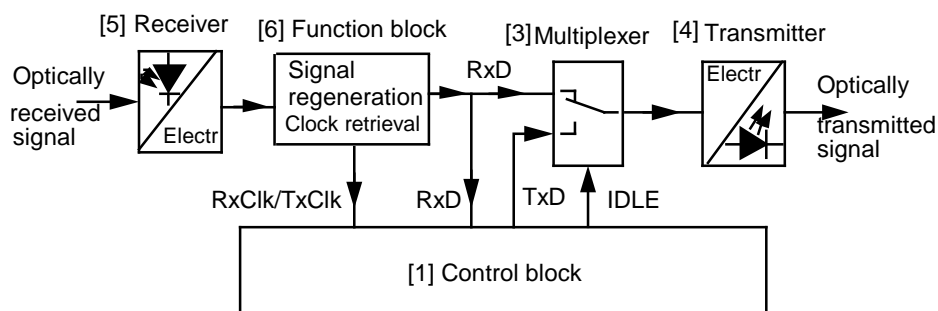 [5] Receiver
[6] Function block
[3] Multiplexer
[4] Transmitter
Optically
received
signal
Electr
Signal
regeneration
Clock retrieval
RxD
Electr
Optically
transmitted
signal
RxClk/TxClk
RxD
TxD
IDLE
[1] Control block